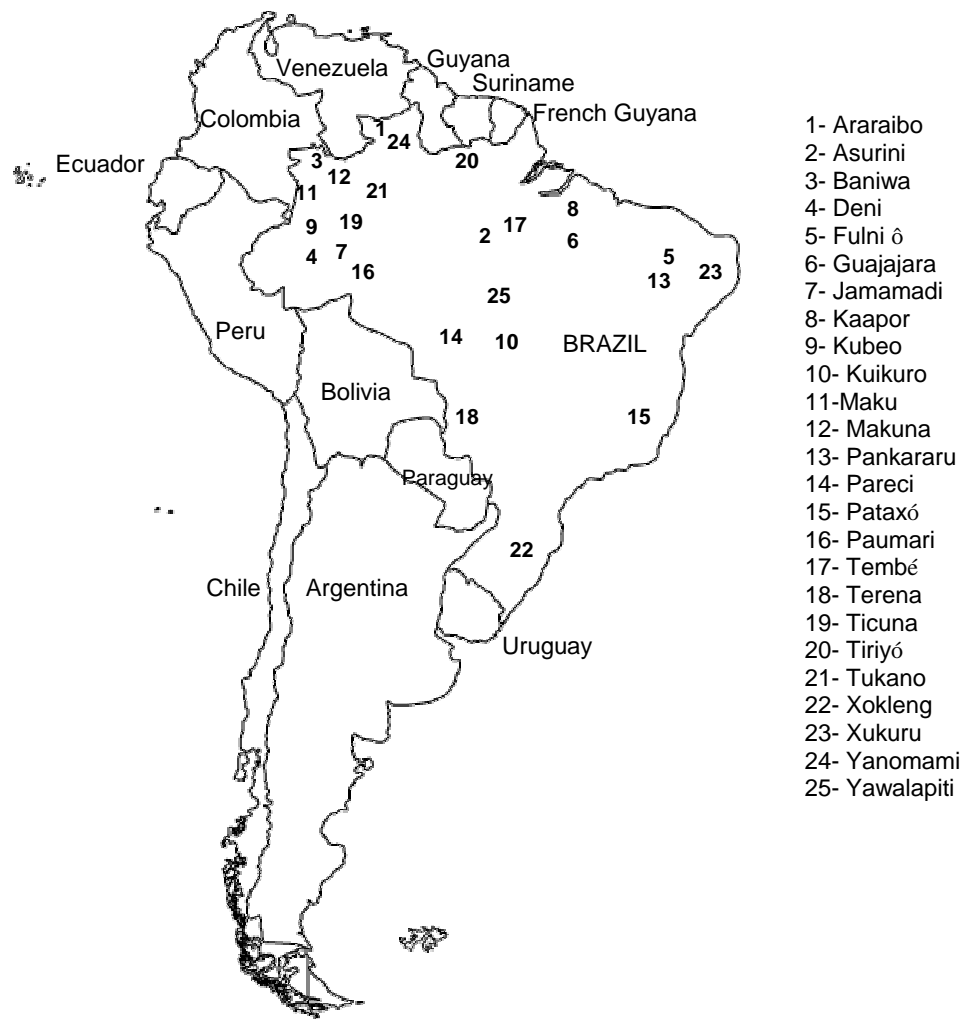 Venezuela
Guyana
Suriname
French Guyana
Colombia
Ecuador
1
24
20
3
12
11
21
9
19
4
7
16
2
17
8
6
5
13
23
25
14
10
BRAZIL
Peru
Bolivia
18
15
Paraguay
22
Chile
Argentina
Uruguay
1- Araraibo
2- Asurini
3- Baniwa
4- Deni
5- Fulni ô
6- Guajajara
7- Jamamadi
8- Kaapor
9- Kubeo
10- Kuikuro
11-Maku
12- Makuna
13- Pankararu
14- Pareci
15- Pataxó
16- Paumari
17- Tembé
18- Terena
19- Ticuna
20- Tiriyó
21- Tukano
22- Xokleng
23- Xukuru
24- Yanomami
25- Yawalapiti